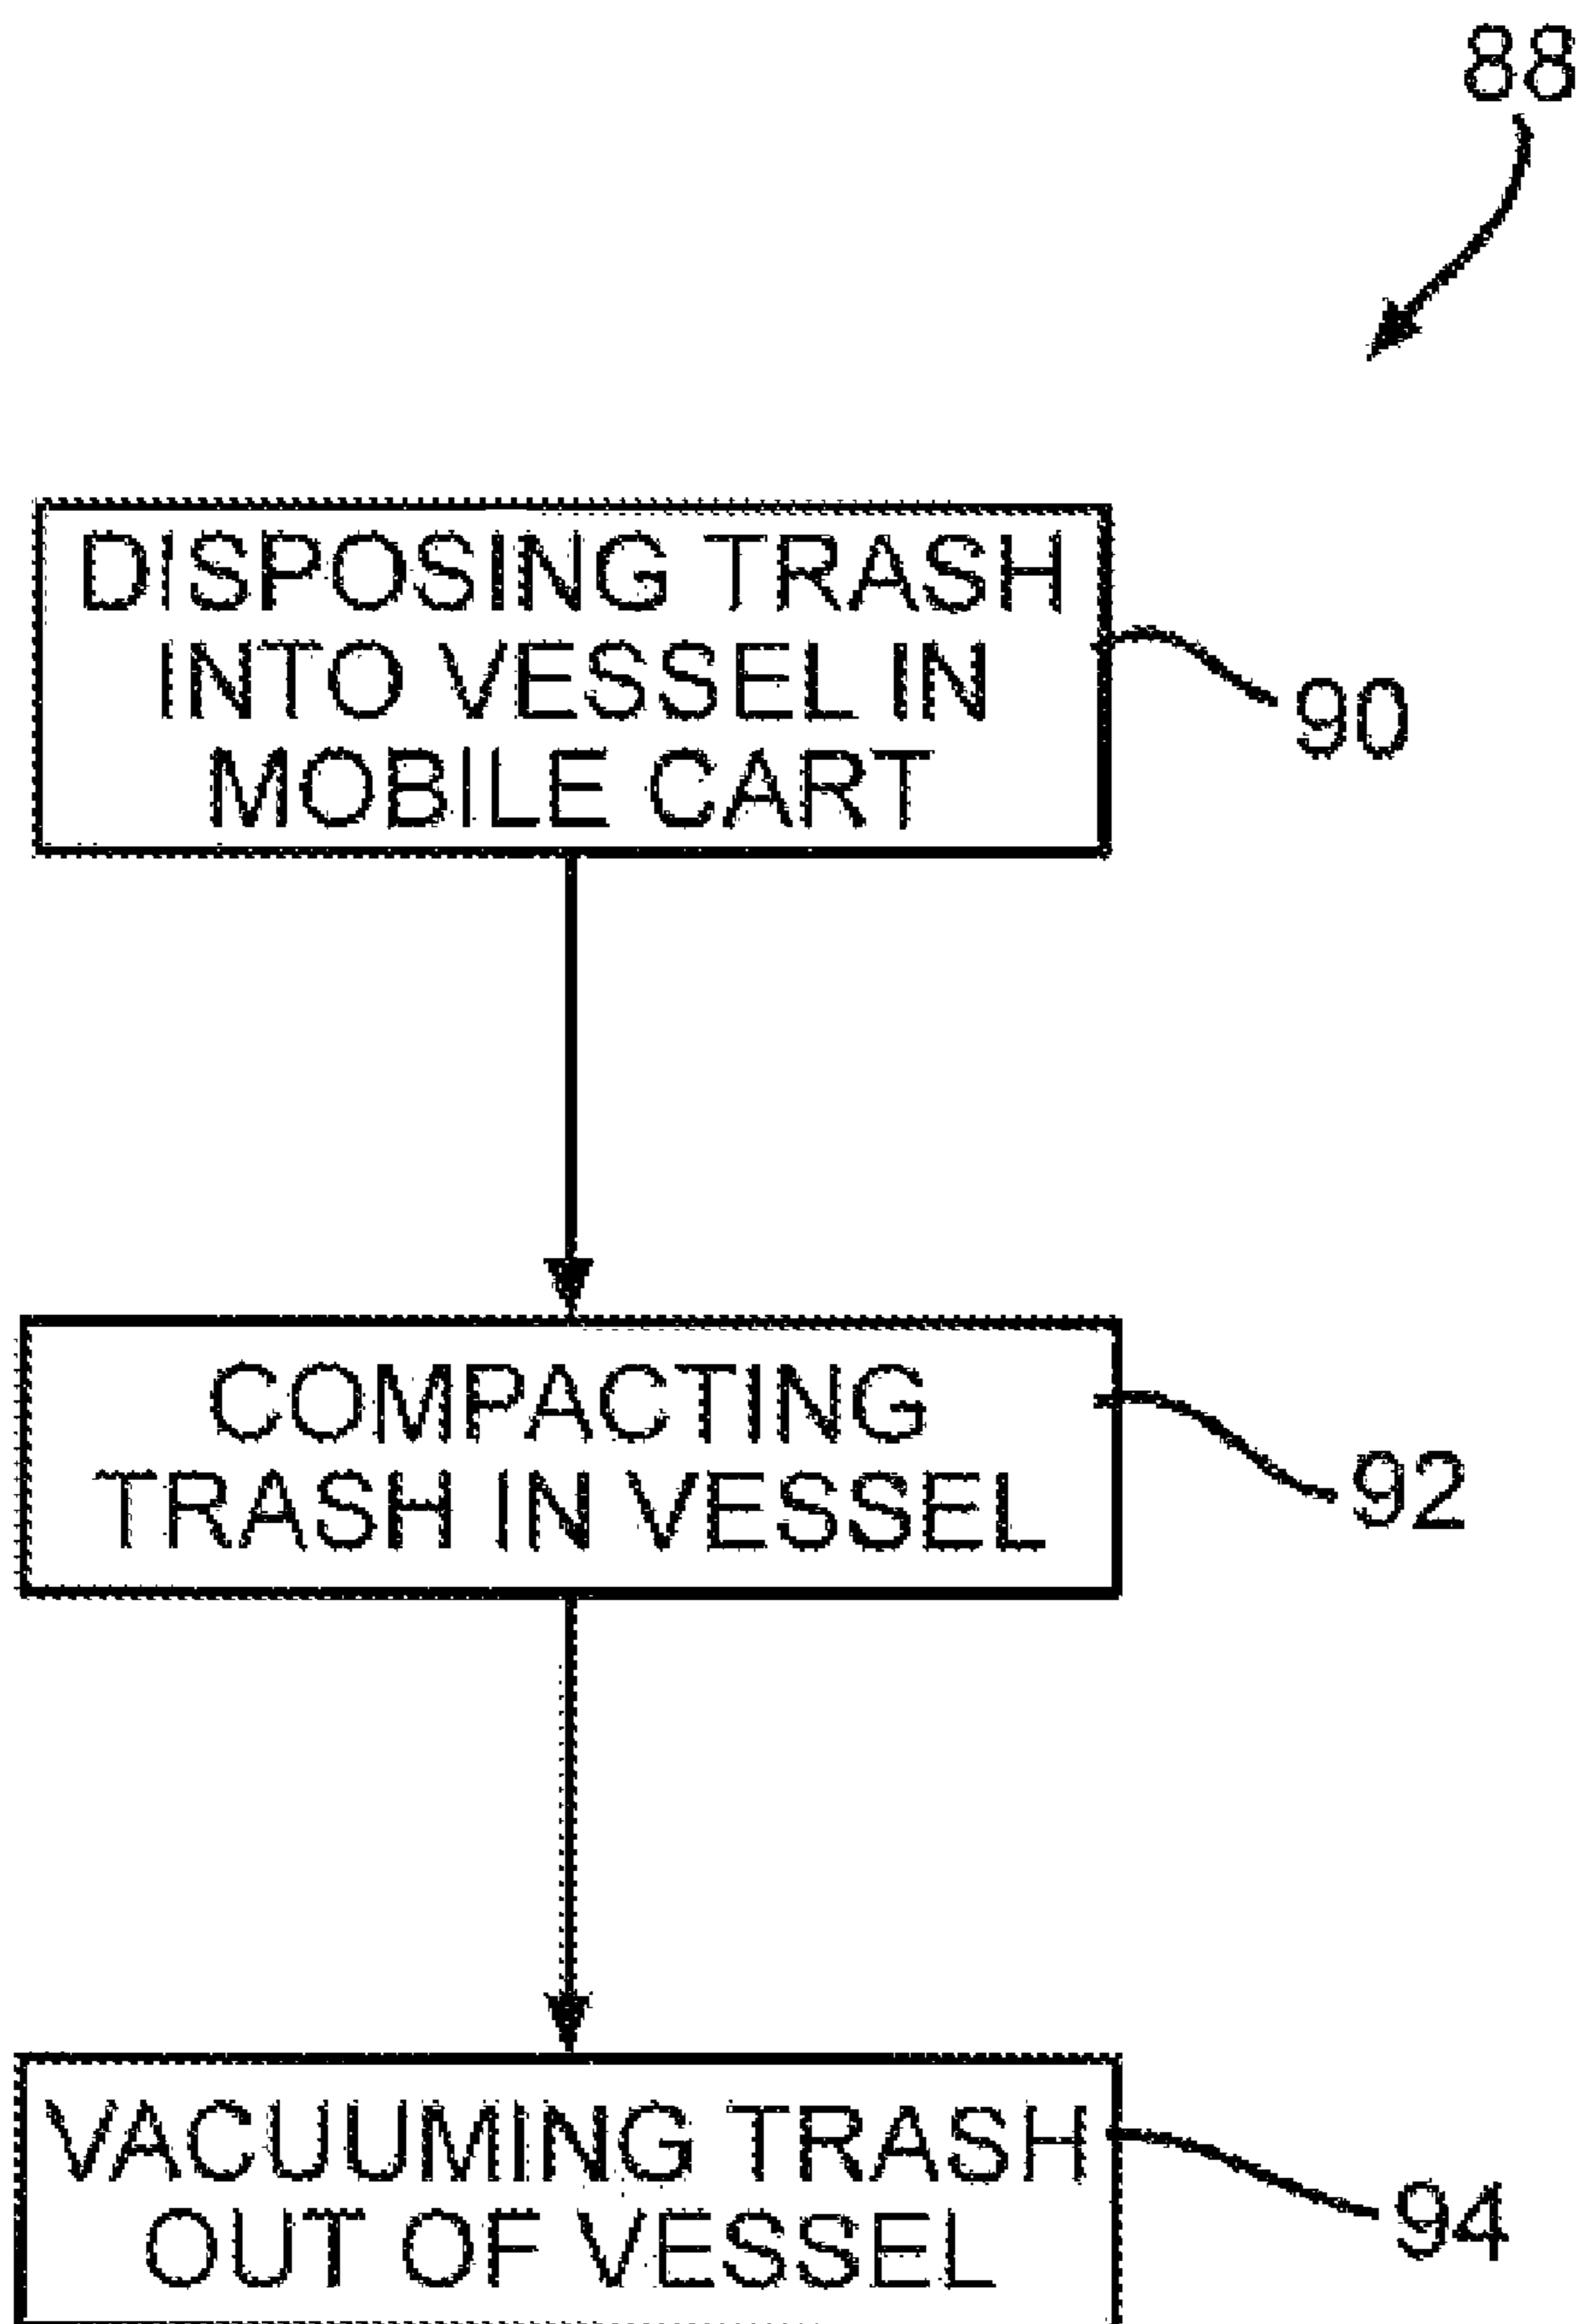 88
DISPOSING TRASH
INTO VESSEL IN
MOBILE CART
90
COMPACTING
TRASH IN VESSEL
92
VACUUMING TRASH
OUT OF VESSEL
94